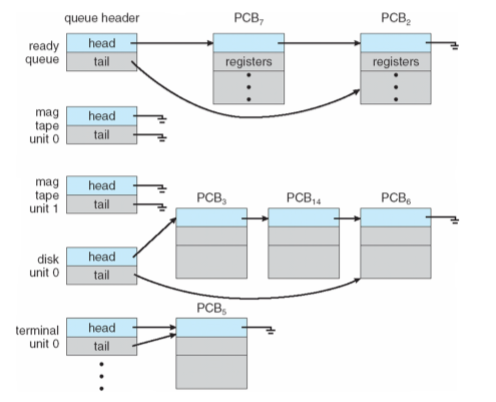 queue header PCB₇ PCB₂
ready queue head
tail registers registers
mag tape unit 0 head
tail
mag tape unit 1 head
tail PCB₃ PCB₁₄ PCB₆
disk unit 0 head
tail
PCB₅
terminal unit 0 head
tail